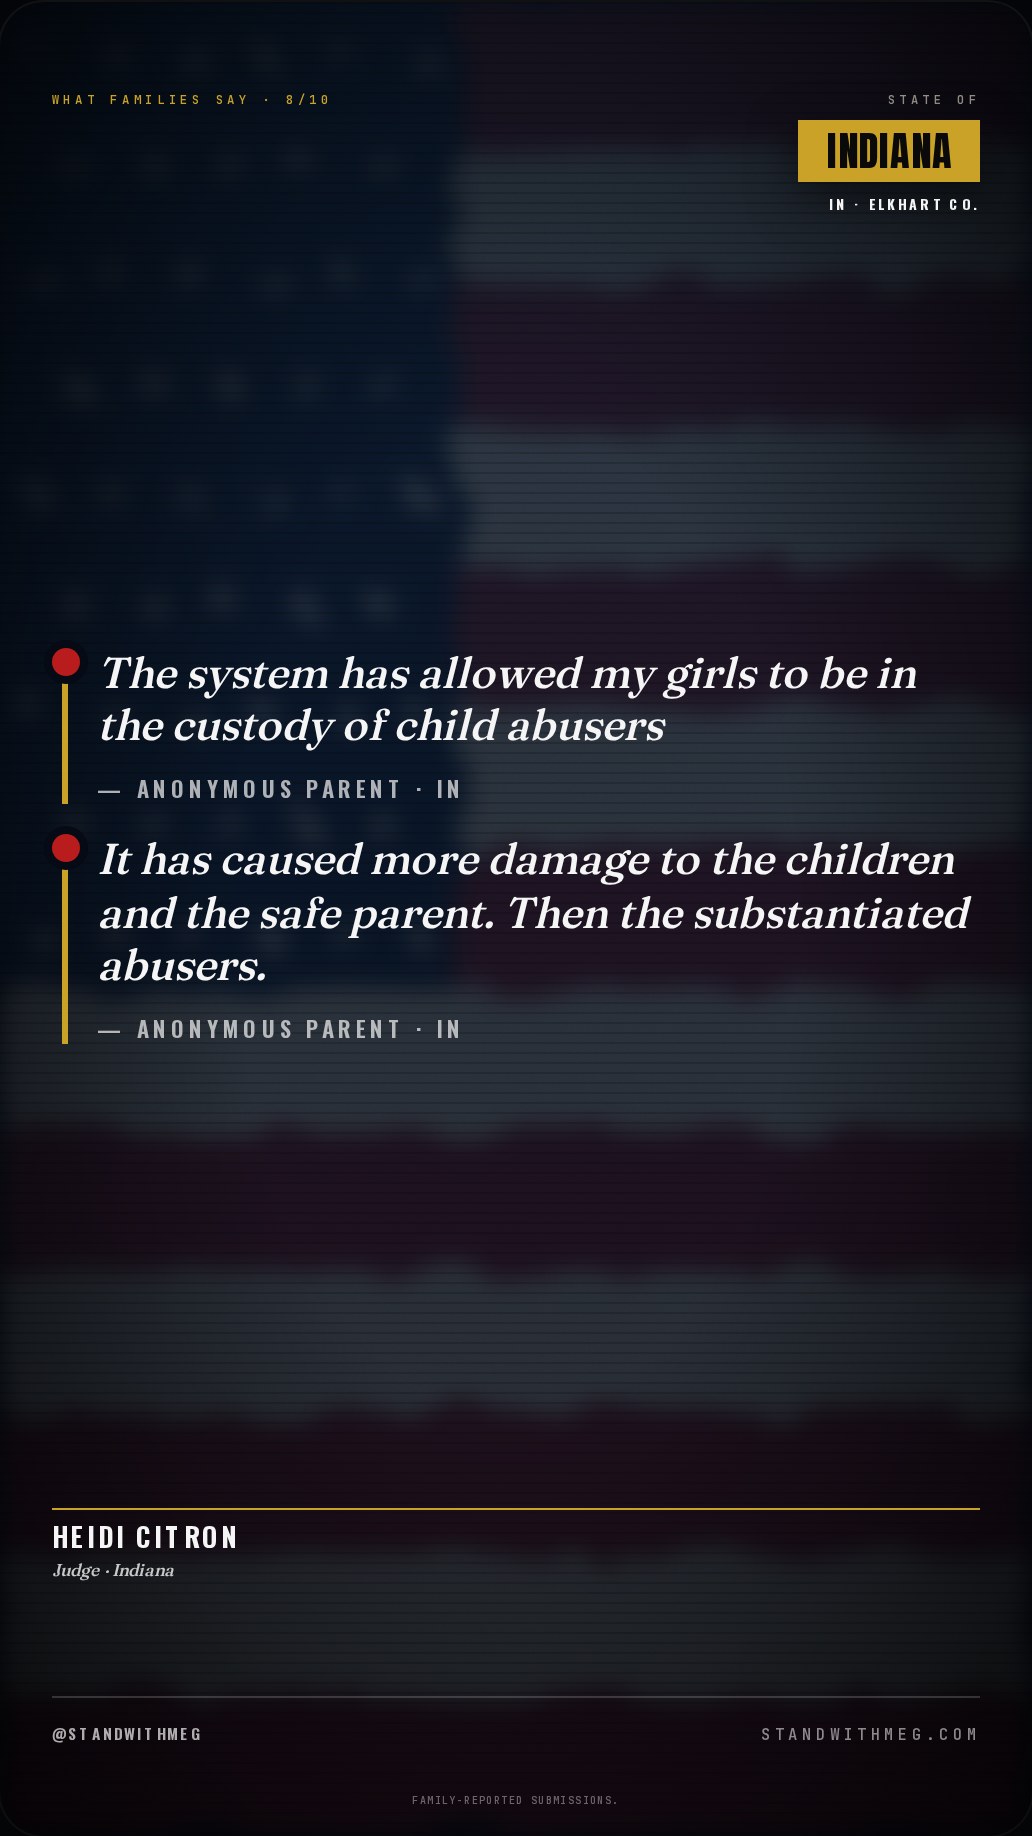 WHAT FAMILIES SAY · 8/10
STATE OF
INDIANA
IN · ELKHART CO.
The system has allowed my girls to be in
the custody of child abusers
— ANONYMOUS PARENT · IN
It has caused more damage to the children
and the safe parent. Then the substantiated
abusers.
— ANONYMOUS PARENT · IN
HEIDI CITRON
Judge · Indiana
@STANDWITHMEG
STANDWITHMEG.COM
FAMILY-REPORTED SUBMISSIONS.